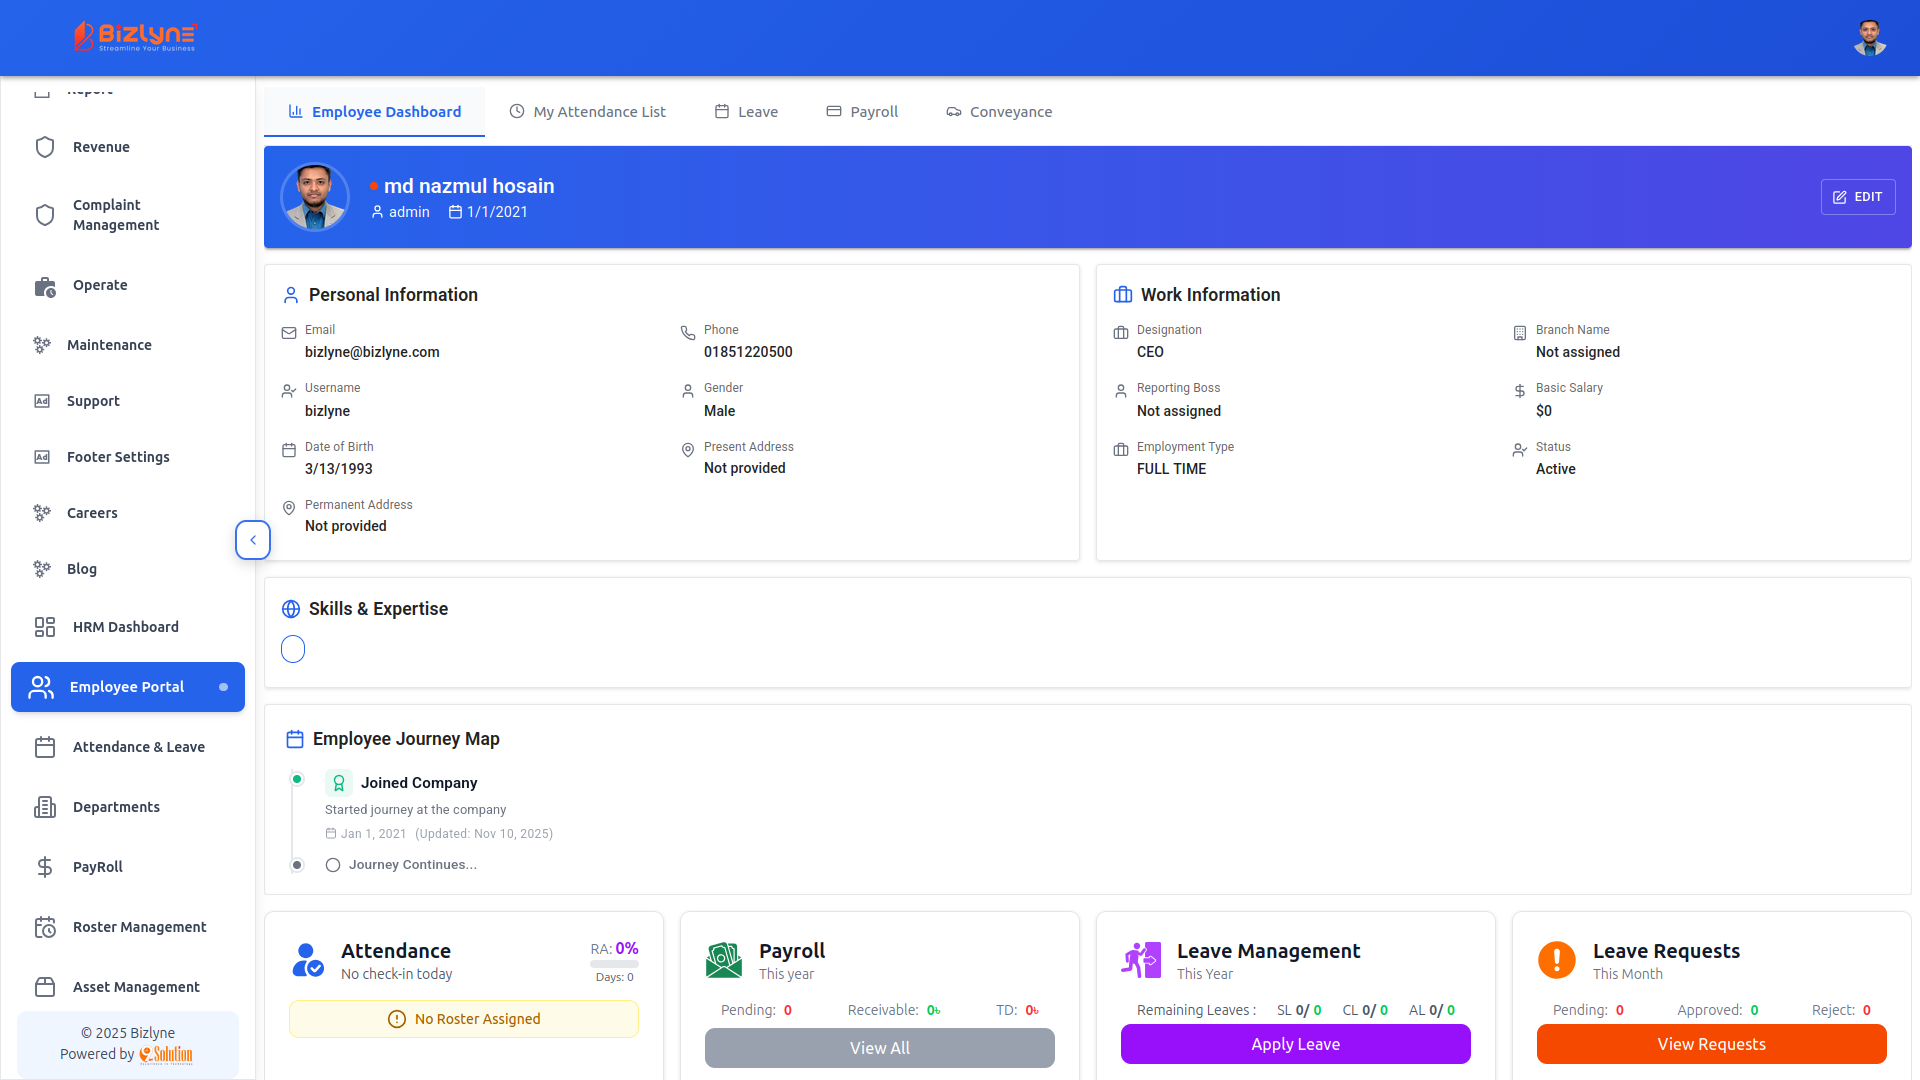 Bizlyne
Streamline Your Business
Report
Revenue
Complaint
Management
Operate
Maintenance
Support
Footer Settings
Careers
Blog
HRM Dashboard
Employee Portal
Attendance & Leave
Departments
PayRoll
Roster Management
Asset Management
© 2025 Bizlyne
Powered by e-Solution
Employee Dashboard
My Attendance List
Leave
Payroll
Conveyance
md nazmul hosain
admin 1/1/2021
EDIT
Personal Information
Email
bizlyne@bizlyne.com
Phone
01851220500
Username
bizlyne
Gender
Male
Date of Birth
3/13/1993
Present Address
Not provided
Permanent Address
Not provided
Work Information
Designation
CEO
Branch Name
Not assigned
Reporting Boss
Not assigned
Basic Salary
$0
Employment Type
FULL TIME
Status
Active
Skills & Expertise
Employee Journey Map
Joined Company
Started journey at the company
Jan 1, 2021 (Updated: Nov 10, 2025)
Journey Continues...
Attendance
No check-in today
RA: 0%
Days: 0
No Roster Assigned
Payroll
This year
Pending: 0 Receivable: 0৳ TD: 0৳
View All
Leave Management
This Year
Remaining Leaves : SL 0/ 0 CL 0/ 0 AL 0/ 0
Apply Leave
Leave Requests
This Month
Pending: 0 Approved: 0 Reject: 0
View Requests